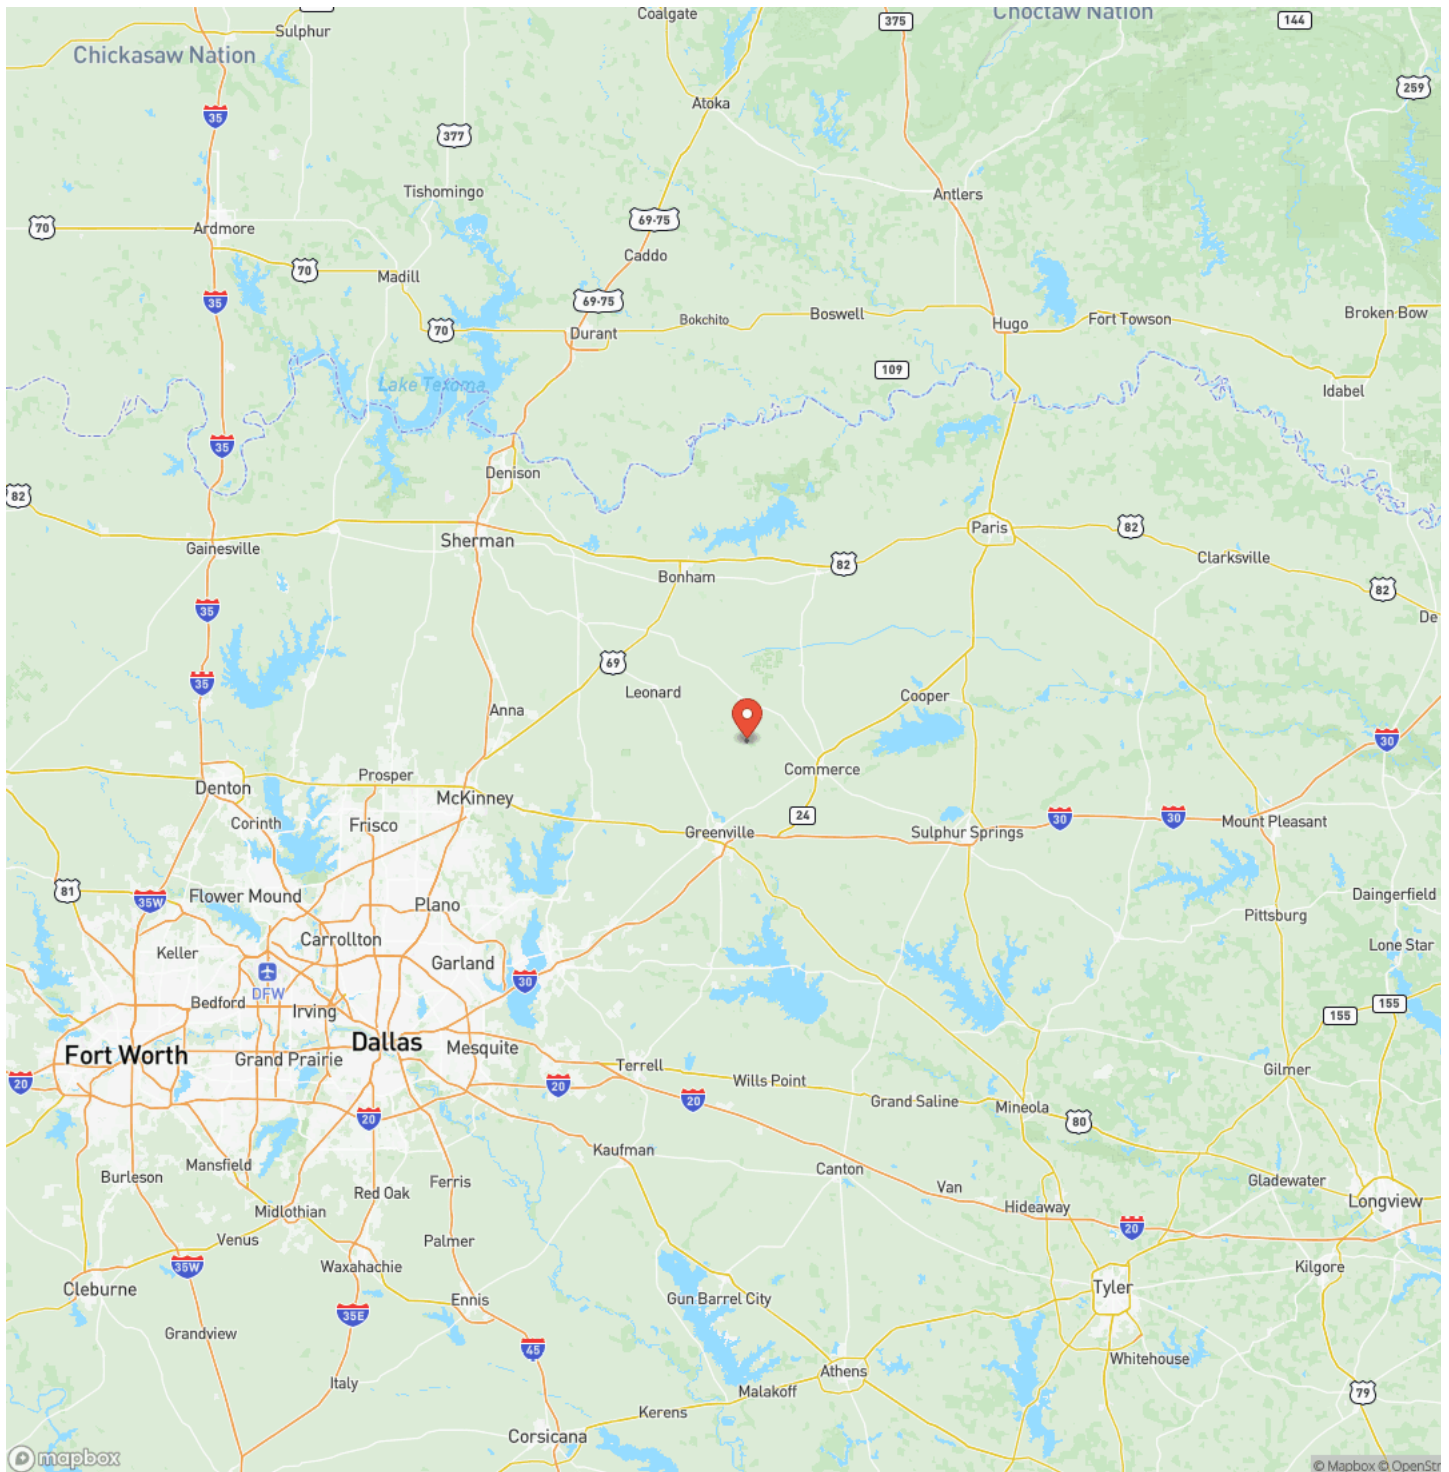 Coalgate
Choctaw Nation
375
144
Sulphur
Chickasaw Nation
259
Atoka
35
377
Tishomingo
Antlers
69-75
70
Ardmore
Caddo
70
Madill
35
69-75
Boswell
Bokchito
Hugo
Fort Towson
Broken Bow
70
Durant
109
Lake Texoma
Idabel
35
Denison
82
Paris
82
Sherman
Gainesville
Clarksville
82
Bonham
82
35
De
69
Leonard
Cooper
35
Anna
30
Commerce
Prosper
Denton
McKinney
24
30
30
Corinth
Frisco
Greenville
Sulphur Springs
Mount Pleasant
81
35W
Flower Mound
Plano
Daingerfield
Pittsburg
Carrollton
Lone Star
Keller
Garland
30
DFW
Bedford
Irving
155
155
Dallas
Mesquite
Fort Worth
Grand Prairie
Terrell
Gilmer
20
20
Wills Point
20
Grand Saline
Mineola
20
80
Kaufman
Mansfield
Canton
Burleson
Ferris
Gladewater
Red Oak
Van
Longview
Hideaway
Midlothian
20
Venus
Palmer
35W
Waxahachie
Kilgore
Cleburne
Tyler
Ennis
Gun Barrel City
35E
Grandview
45
Whitehouse
Athens
Italy
Malakoff
79
Kerens
Corsicana
mapbox
© Mapbox © OpenStr